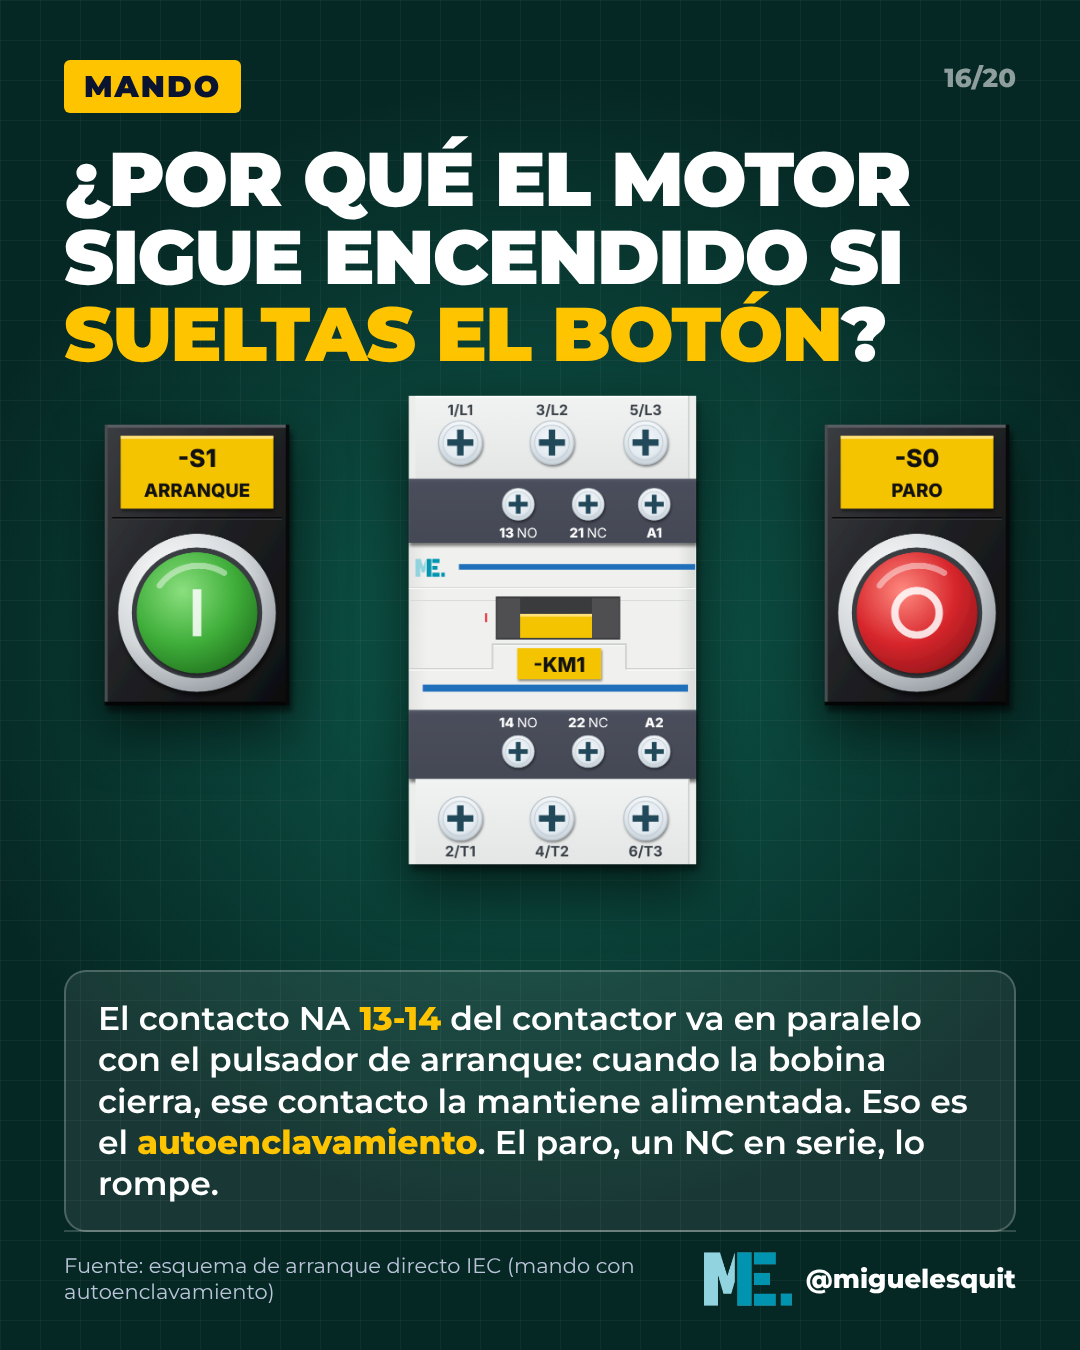 MANDO
16/20
¿POR QUÉ EL MOTOR
SIGUE ENCENDIDO SI
SUELTAS EL BOTÓN?
-S1
ARRANQUE
1/L1 3/L2 5/L3
13 NO 21 NC A1
ME.
I
-KM1
14 NO 22 NC A2
2/T1 4/T2 6/T3
-S0
PARO
I
O
El contacto NA 13-14 del contactor va en paralelo
con el pulsador de arranque: cuando la bobina
cierra, ese contacto la mantiene alimentada. Eso es
el autoenclavamiento. El paro, un NC en serie, lo
rompe.
Fuente: esquema de arranque directo IEC (mando con
autoenclavamiento)
ME.
@miguelesquit